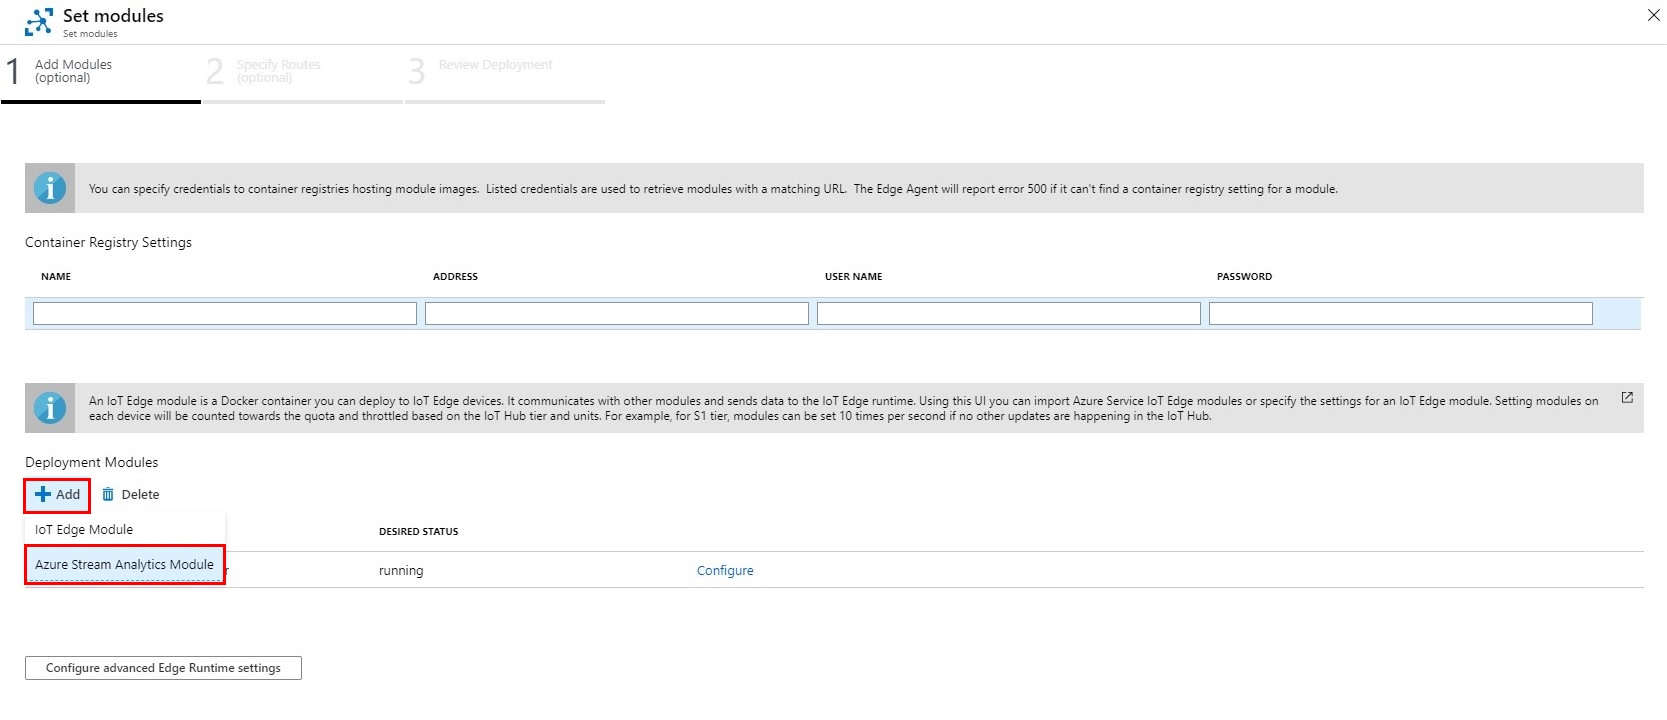 Set modules
Set modules
1 Add Modules
(optional)
2 Specify Routes
(optional)
3 Review Deployment
You can specify credentials to container registries hosting module images. Listed credentials are used to retrieve modules with a matching URL. The Edge Agent will report error 500 if it can't find a container registry setting for a module.
Container Registry Settings
NAME ADDRESS USER NAME PASSWORD
An IoT Edge module is a Docker container you can deploy to IoT Edge devices. It communicates with other modules and sends data to the IoT Edge runtime. Using this UI you can import Azure Service IoT Edge modules or specify the settings for an IoT Edge module. Setting modules on
each device will be counted towards the quota and throttled based on the IoT Hub tier and units. For example, for S1 tier, modules can be set 10 times per second if no other updates are happening in the IoT Hub.
Deployment Modules
Add Delete
IoT Edge Module
DESIRED STATUS
Azure Stream Analytics Module
running Configure
Configure advanced Edge Runtime settings